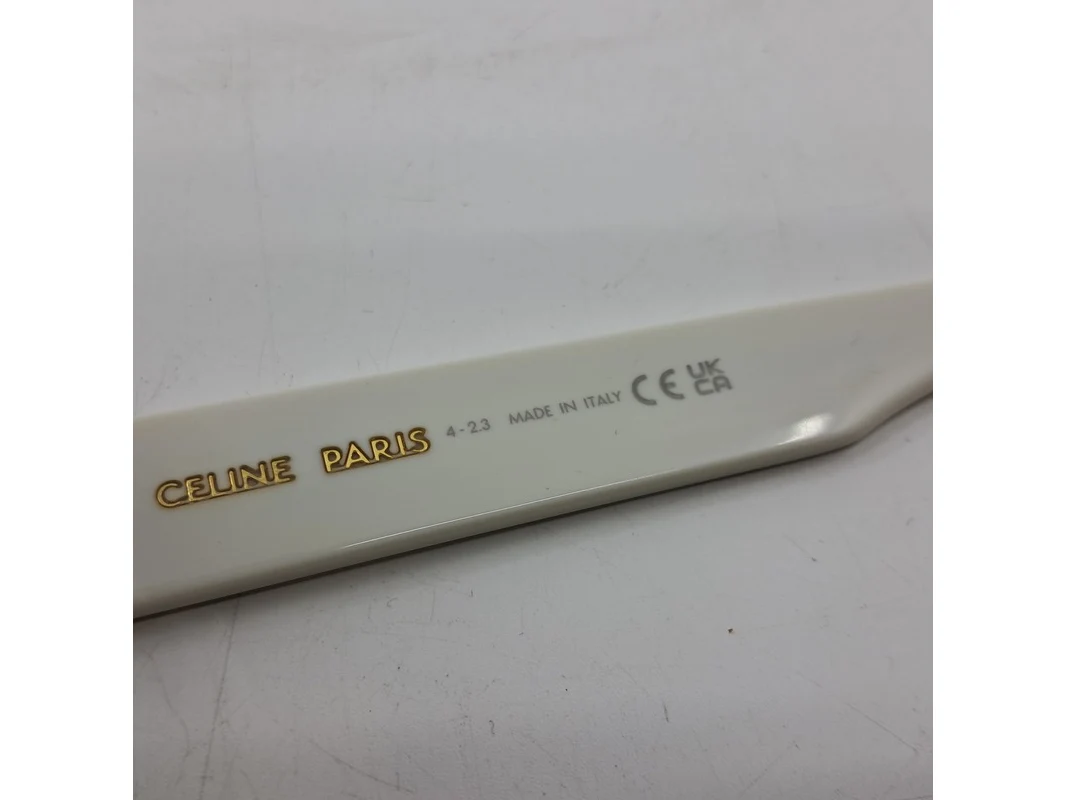 CELINE PARIS 4-2.3 MADE IN ITALY CE UK
CA